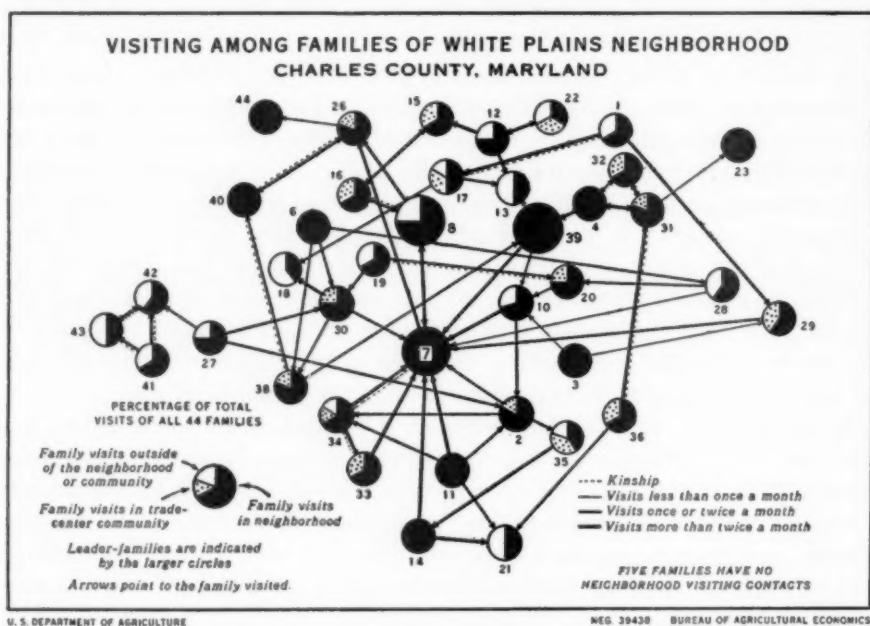 VISITING AMONG FAMILIES OF WHITE PLAINS NEIGHBORHOOD
CHARLES COUNTY, MARYLAND
44
26
15
12
22
1
32
23
16
17
13
40
6
8
39
4
31
42
18
19
20
43
30
10
28
29
27
7
41
38
3
PERCENTAGE OF TOTAL
VISITS OF ALL 44 FAMILIES
34
2
36
35
Family visits outside
of the neighborhood
or community
33
11
Family visits in trade-
center community
Family visits
in neighborhood
Kinship
Visits less than once a month
Visits once or twice a month
Visits more than twice a month
Leader-families are indicated
by the larger circles
14
21
Arrows point to the family visited.
FIVE FAMILIES HAVE NO
NEIGHBORHOOD VISITING CONTACTS
U. S. DEPARTMENT OF AGRICULTURE
NEG. 39438 BUREAU OF AGRICULTURAL ECONOMICS